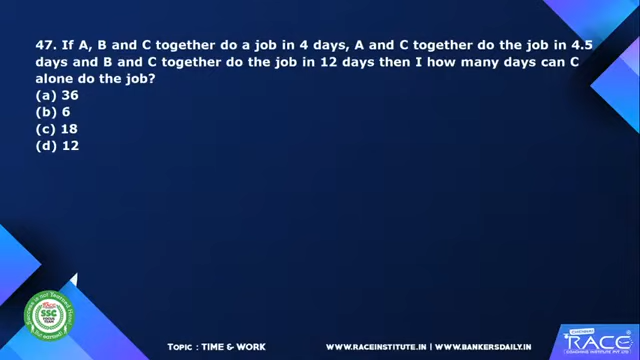 47. If A, B and C together do a job in 4 days, A and C together do the job in 4.5
days and B and C together do the job in 12 days then I how many days can C
alone do the job?
(a) 36
(b) 6
(c) 18
(d) 12
SSC
TOPIC : TIME & WORK
WWW.RACEINSTITUTE.IN | WWW.BANKERSDAILY.IN
RACE